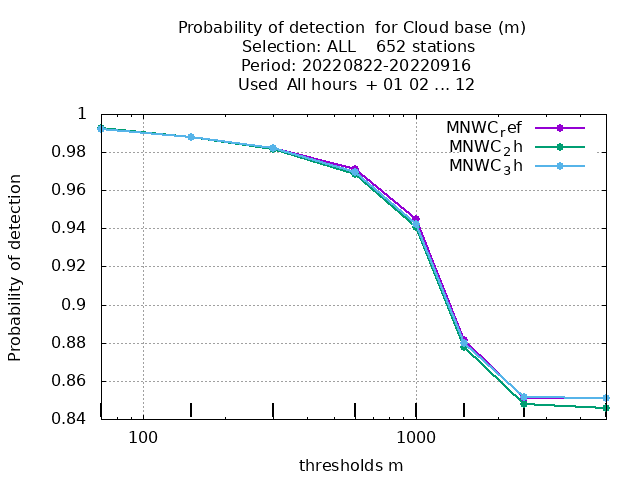 Probability of detection  for Cloud base (m)
Selection: ALL    652 stations
Period: 20220822-20220916
Used  All hours  + 01 02 ... 12
MNWC_ref
MNWC_2h
MNWC_3h
1
0.98
0.96
0.94
0.92
0.9
0.88
0.86
0.84
Probability of detection
100
1000
thresholds m